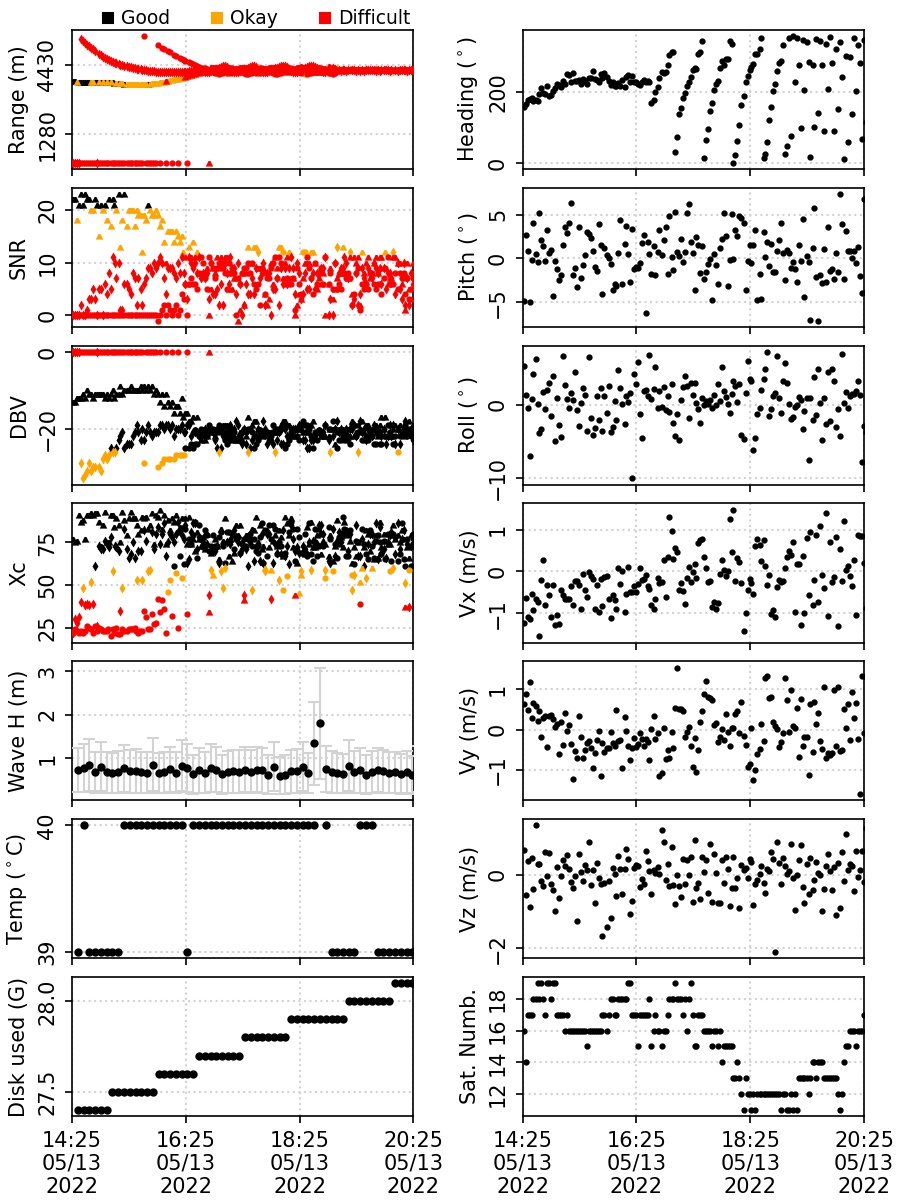 Good Okay Difficult
Range (m)
4430
1280
Heading (°)
200
0
SNR
20
10
0
Pitch (°)
5
0
−5
DBV
0
−20
Roll (°)
0
−10
Xc
75
50
25
Vx (m/s)
1
0
−1
Wave H (m)
3
2
1
Vy (m/s)
1
0
−1
Temp (°C)
40
39
Vz (m/s)
0
−2
Disk used (G)
28.0
27.5
Sat. Numb.
18
16
14
12
14:25 16:25 18:25 20:25
05/13 05/13 05/13 05/13
2022 2022 2022 2022
14:25 16:25 18:25 20:25
05/13 05/13 05/13 05/13
2022 2022 2022 2022